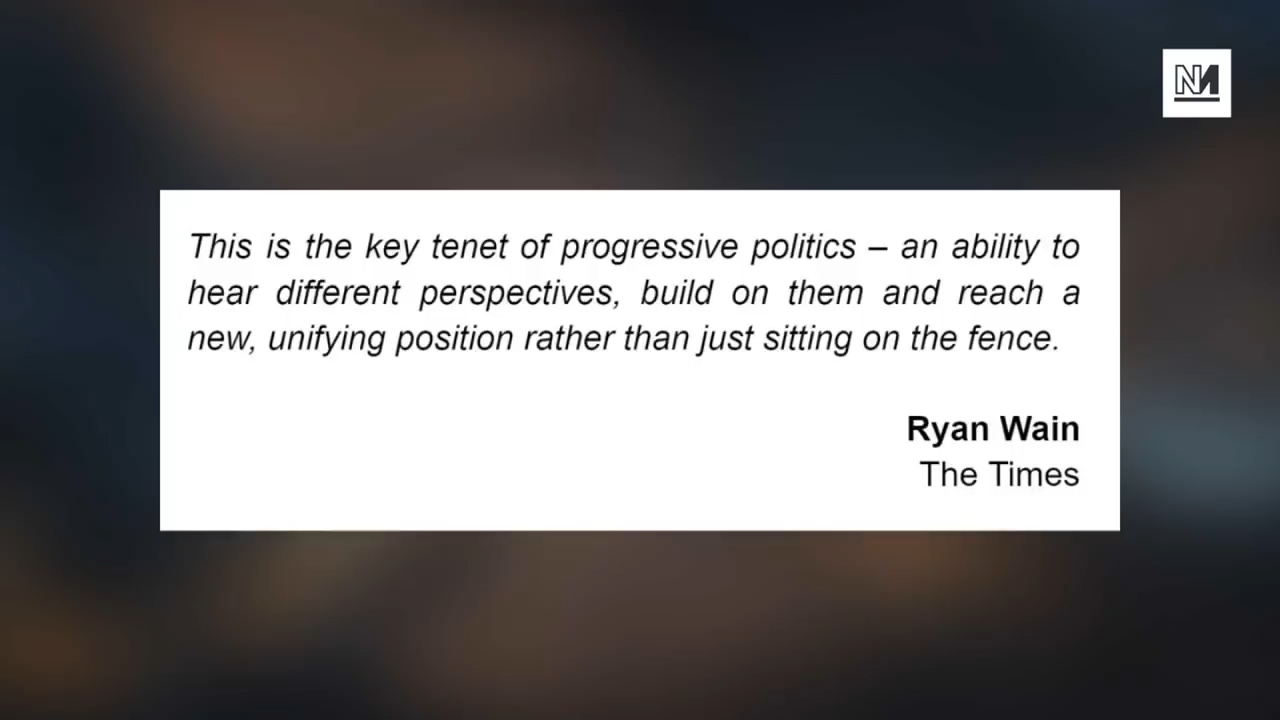 NM
This is the key tenet of progressive politics – an ability to
hear different perspectives, build on them and reach a
new, unifying position rather than just sitting on the fence.
Ryan Wain
The Times